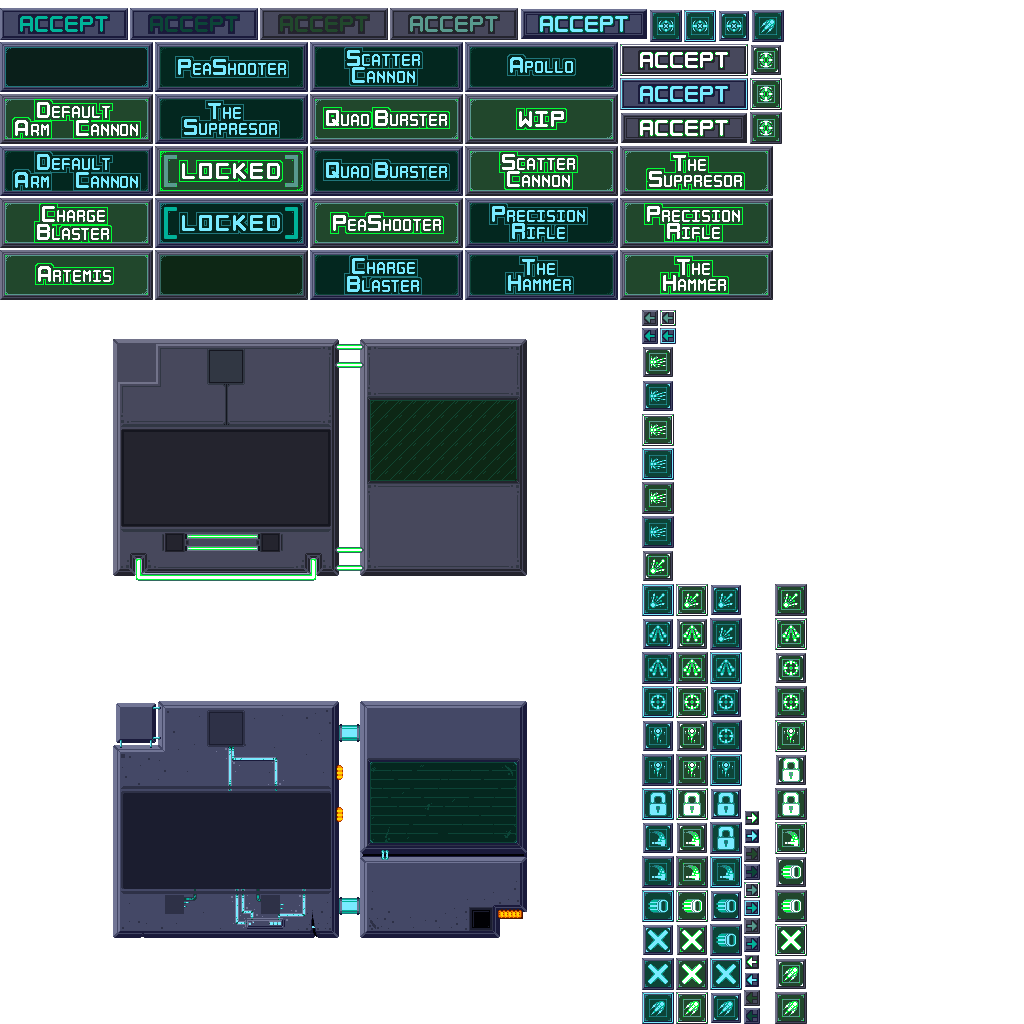 ACCEPT ACCEPT ACCEPT ACCEPT ACCEPT
PEASHOOTER
SCATTER
CANNON
APOLLO
ACCEPT
ACCEPT
ACCEPT
DEFAULT
ARM CANNON
THE
SUPPRESOR
QUAD BURSTER
WIP
DEFAULT
ARM CANNON
LOCKED
QUAD BURSTER
SCATTER
CANNON
THE
SUPPRESOR
CHARGE
BLASTER
LOCKED
PEASHOOTER
PRECISION
RIFLE
PRECISION
RIFLE
ARTEMIS
CHARGE
BLASTER
THE
HAMMER
THE
HAMMER